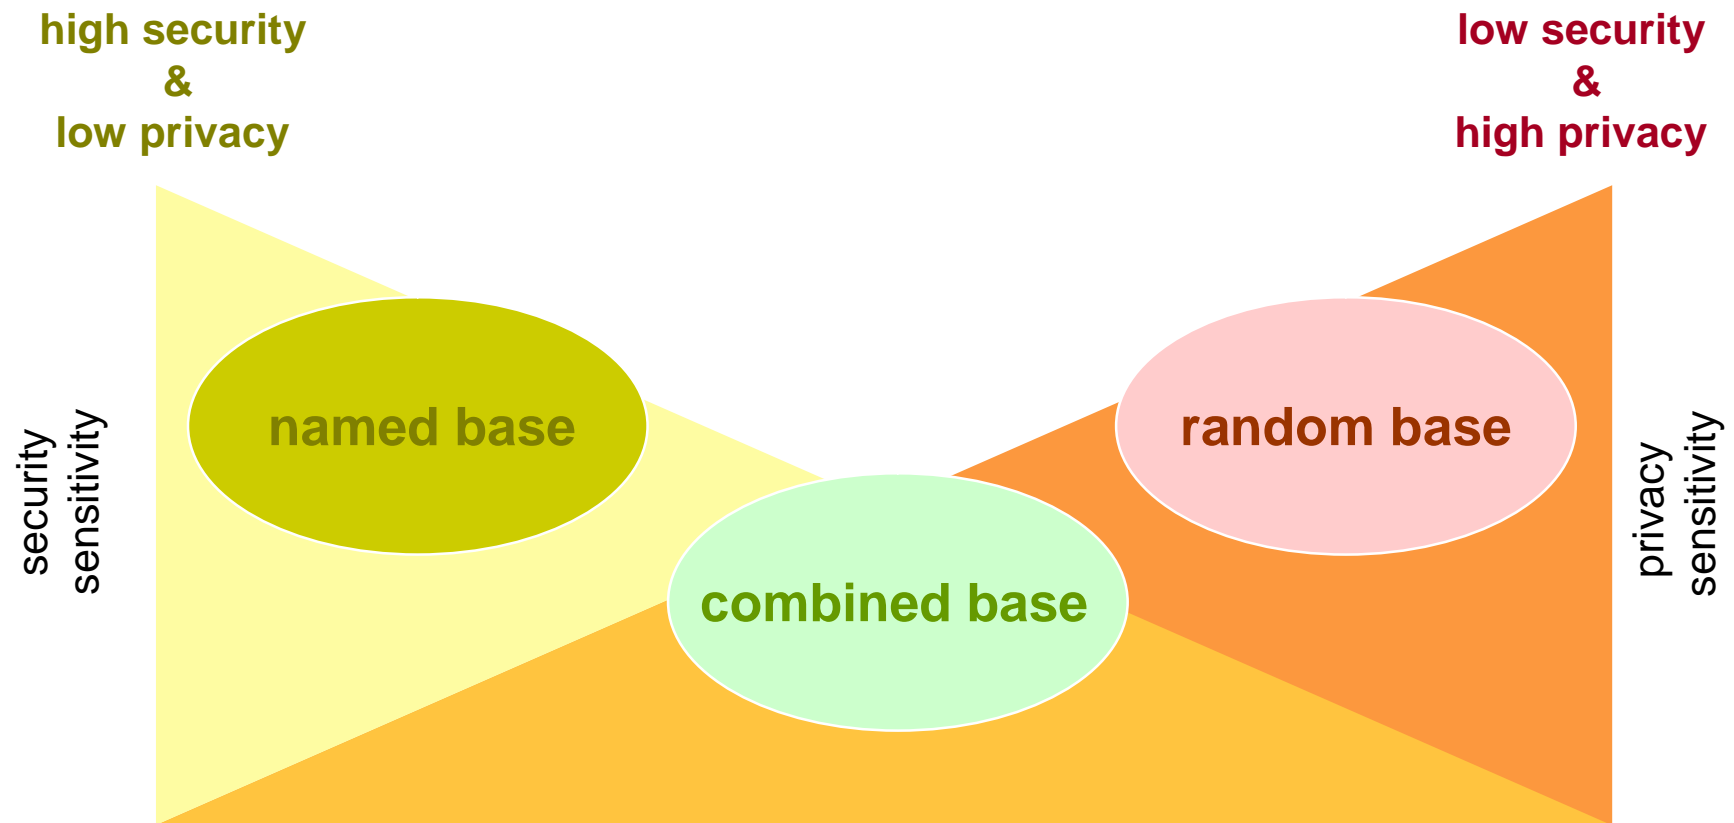 high security
&
low privacy
low security
&
high privacy
security
sensitivity
named base
combined base
random base
privacy
sensitivity